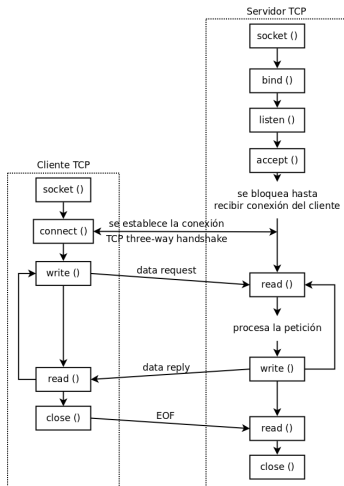 Servidor TCP
socket ()
bind ()
listen ()
accept ()
se bloquea hasta
recibir conexión del cliente
Cliente TCP
socket ()
connect ()
se establece la conexión
TCP three-way handshake
write ()
data request
read ()
procesa la petición
write ()
data reply
read ()
close ()
EOF
read ()
close ()